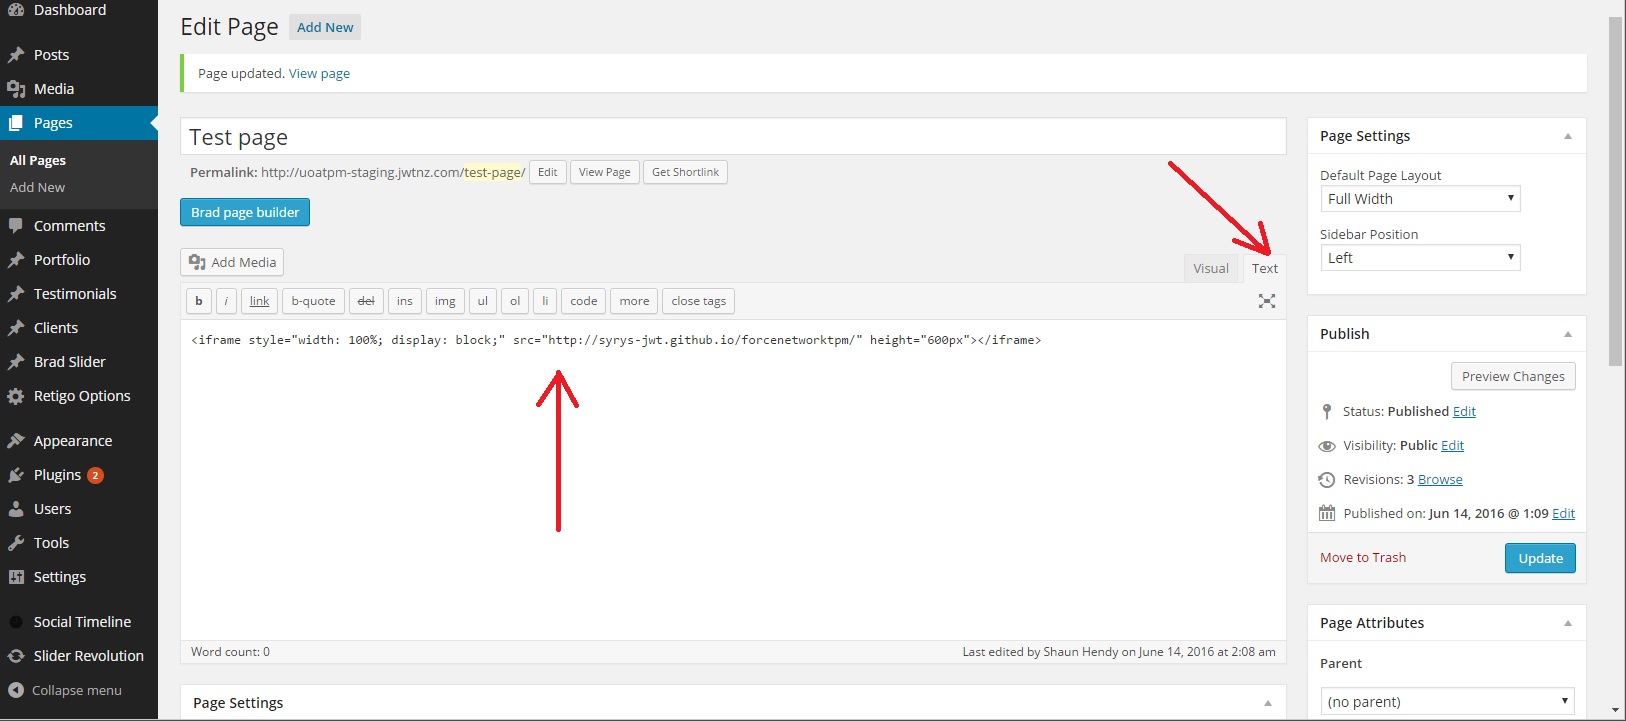 Dashboard
Posts
Media
Pages
All Pages
Add New
Comments
Portfolio
Testimonials
Clients
Brad Slider
Retigo Options
Appearance
Plugins 2
Users
Tools
Settings
Social Timeline
Slider Revolution
Collapse menu
Edit Page Add New
Page updated. View page
Test page
Permalink: http://uoatpm-staging.jwtnz.com/test-page/ Edit View Page Get Shortlink
Brad page builder
Add Media
Visual Text
b i link b-quote del ins img ul ol li code more close tags
<iframe style="width: 100%; display: block;" src="http://syrys-jwt.github.io/forcenetworktpm/" height="600px"></iframe>
Word count: 0 Last edited by Shaun Hendy on June 14, 2016 at 2:08 am
Page Settings
Page Settings
Default Page Layout
Full Width
Sidebar Position
Left
Publish
Preview Changes
Status: Published Edit
Visibility: Public Edit
Revisions: 3 Browse
Published on: Jun 14, 2016 @ 1:09 Edit
Move to Trash Update
Page Attributes
Parent
(no parent)